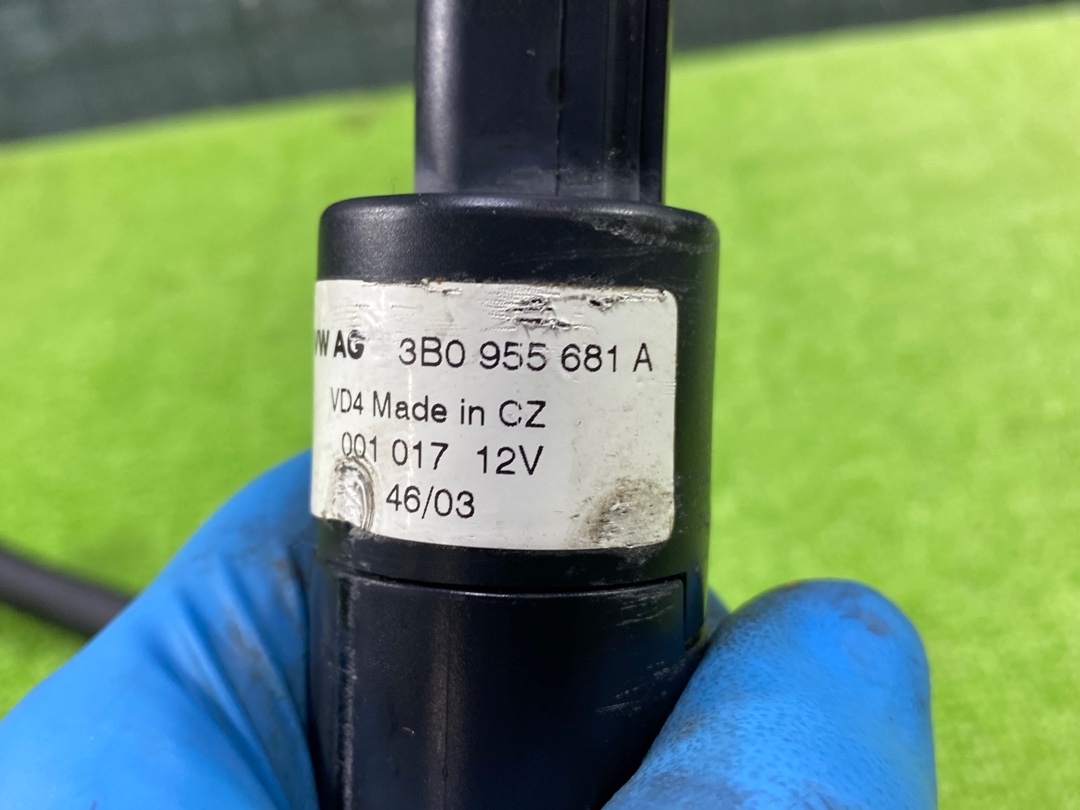 VW AG 3B0 955 681 A
VD4 Made in CZ
001 017 12V
46/03